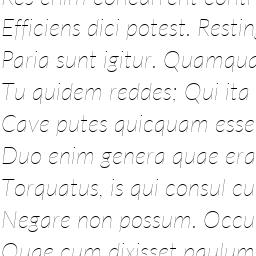 Res enim concurrent contr
Efficiens dici potest. Resting
Paria sunt igitur. Quamqua
Tu quidem reddes; Qui ita
Cave putes quicquam esse
Duo enim genera quae era
Torquatus, is qui consul cu
Negare non possum. Occu
Quae cum dixisset paulum